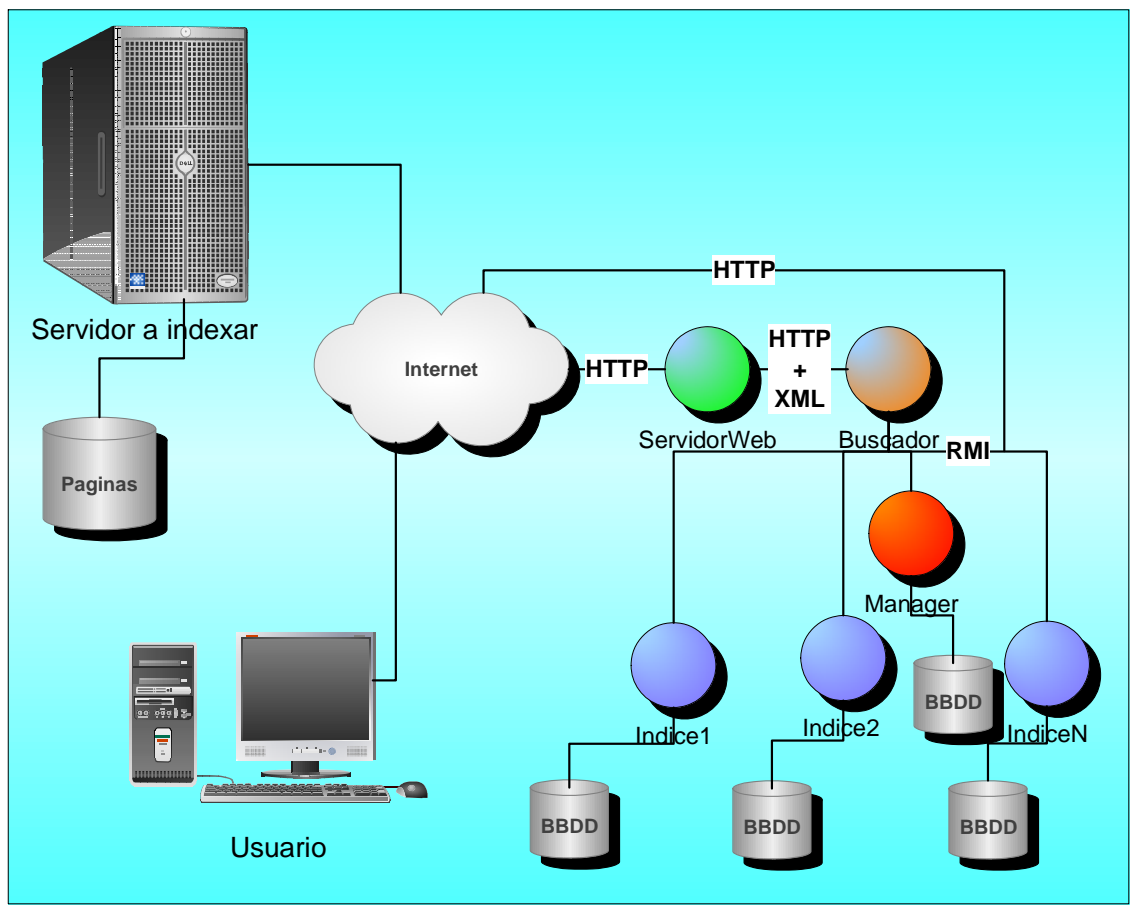 DELL
HTTP
Servidor a indexar
Internet
HTTP
HTTP
+
XML
ServidorWeb
Buscador
RMI
Paginas
Manager
BBDD
Indice1
Indice2
IndiceN
BBDD
BBDD
BBDD
Usuario